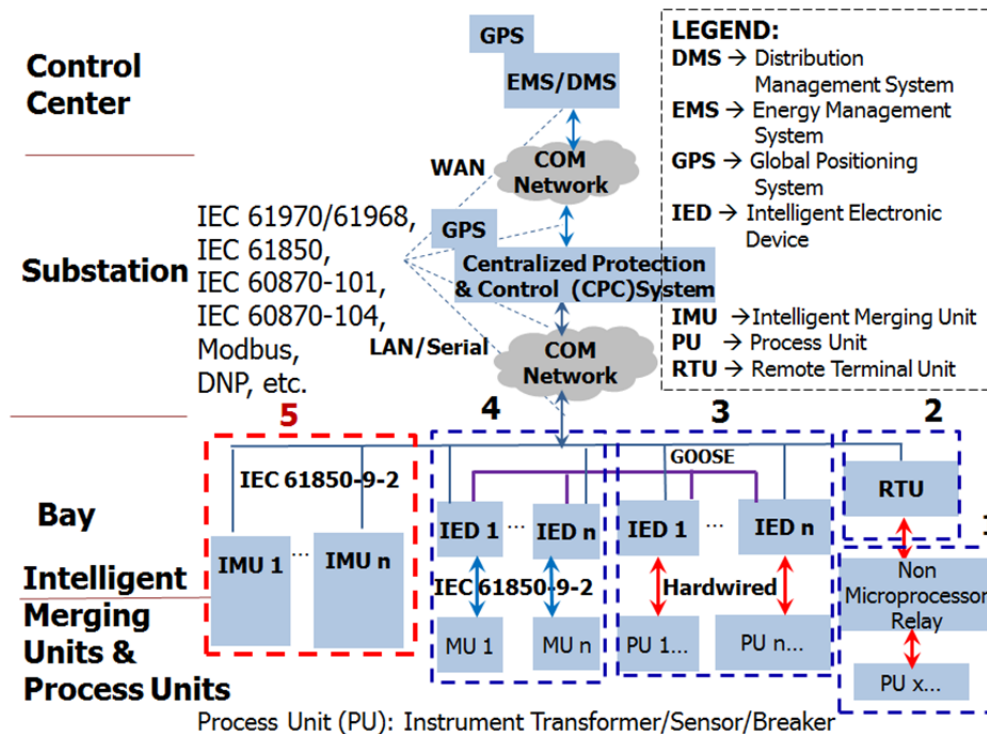 GPS
EMS/DMS
Control
Center
LEGEND:
DMS → Distribution
Management System
EMS → Energy Management
System
GPS → Global Positioning
System
IED → Intelligent Electronic
Device
IMU →Intelligent Merging Unit
PU → Process Unit
RTU → Remote Terminal Unit
COM
Network
WAN
Substation
IEC 61970/61968,
IEC 61850,
IEC 60870-101,
IEC 60870-104,
Modbus,
DNP, etc.
GPS
Centralized Protection
& Control (CPC)System
LAN/Serial
COM
Network
5
4
3
2
1
Bay
IEC 61850-9-2
IMU 1
...
IMU n
GOOSE
IED 1
...
IED n
IEC 61850-9-2
MU 1
MU n
IED 1
...
IED n
Hardwired
PU 1...
PU n...
RTU
Non
Microprocessor
Relay
PU x...
Intelligent
Merging
Units &
Process Units
Process Unit (PU): Instrument Transformer/Sensor/Breaker